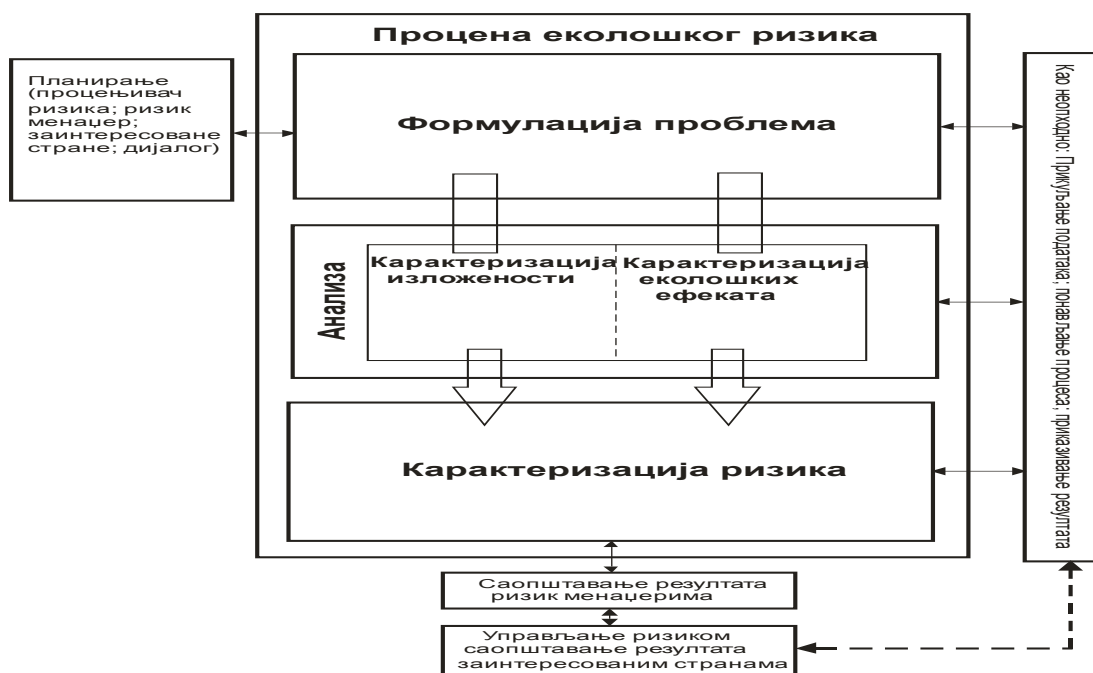 Процена еколошког ризика
Планирање
(процењивач
ризика; ризик
менаџер;
заинтересоване
стране; дијалог)
Формулација проблема
Анализа
Карактеризација
изложености
Карактеризација
еколошких
ефеката
Карактеризација ризика
Као неопходно: Прикуљање података; понављање процеса; приказивање резултата
Саопштавање резултата
ризик менаџерима
Управљање ризиком
саопштавање резултата
заинтересованим странама